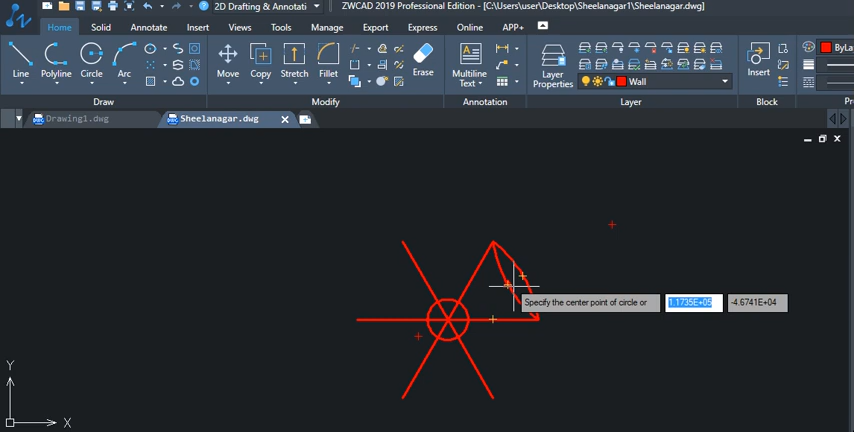 2D Drafting & Annotati
ZWCAD 2019 Professional Edition - [C:\Users\user\Desktop\Sheelanagar1\Sheelanagar.dwg]
Home Solid Annotate Insert Views Tools Manage Export Express Online APP+
Line Polyline Circle Arc
Move Copy Stretch Fillet Erase
Multiline Text
Layer Properties
Wall
Insert
ByLa
Draw Modify Annotation Layer Block Pr
Drawing1.dwg Sheelanagar.dwg
Specify the center point of circle or 1.1735E+05 -4.6741E+04
Y
X